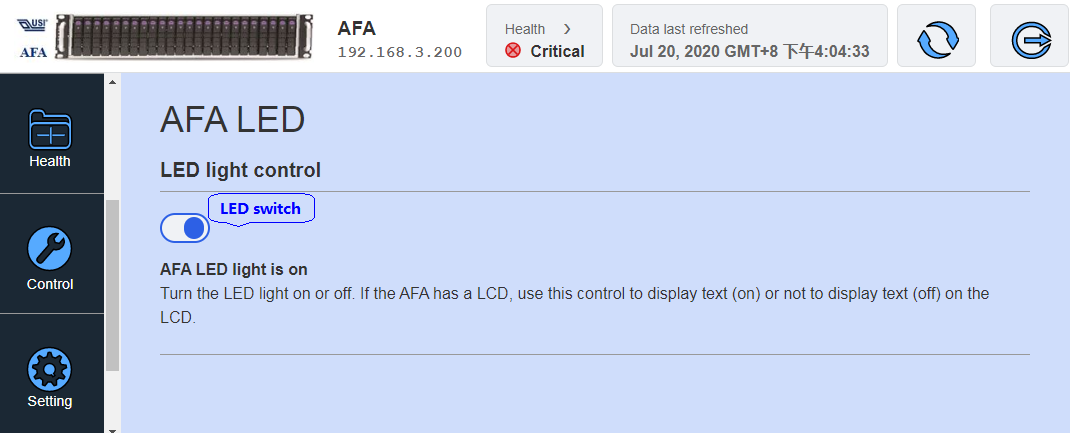 USI
AFA
AFA
192.168.3.200
Health
Critical
Data last refreshed
Jul 20, 2020 GMT+8 下午4:04:33
Health
Control
Setting
AFA LED
LED light control
LED switch
AFA LED light is on
Turn the LED light on or off. If the AFA has a LCD, use this control to display text (on) or not to display text (off) on the
LCD.